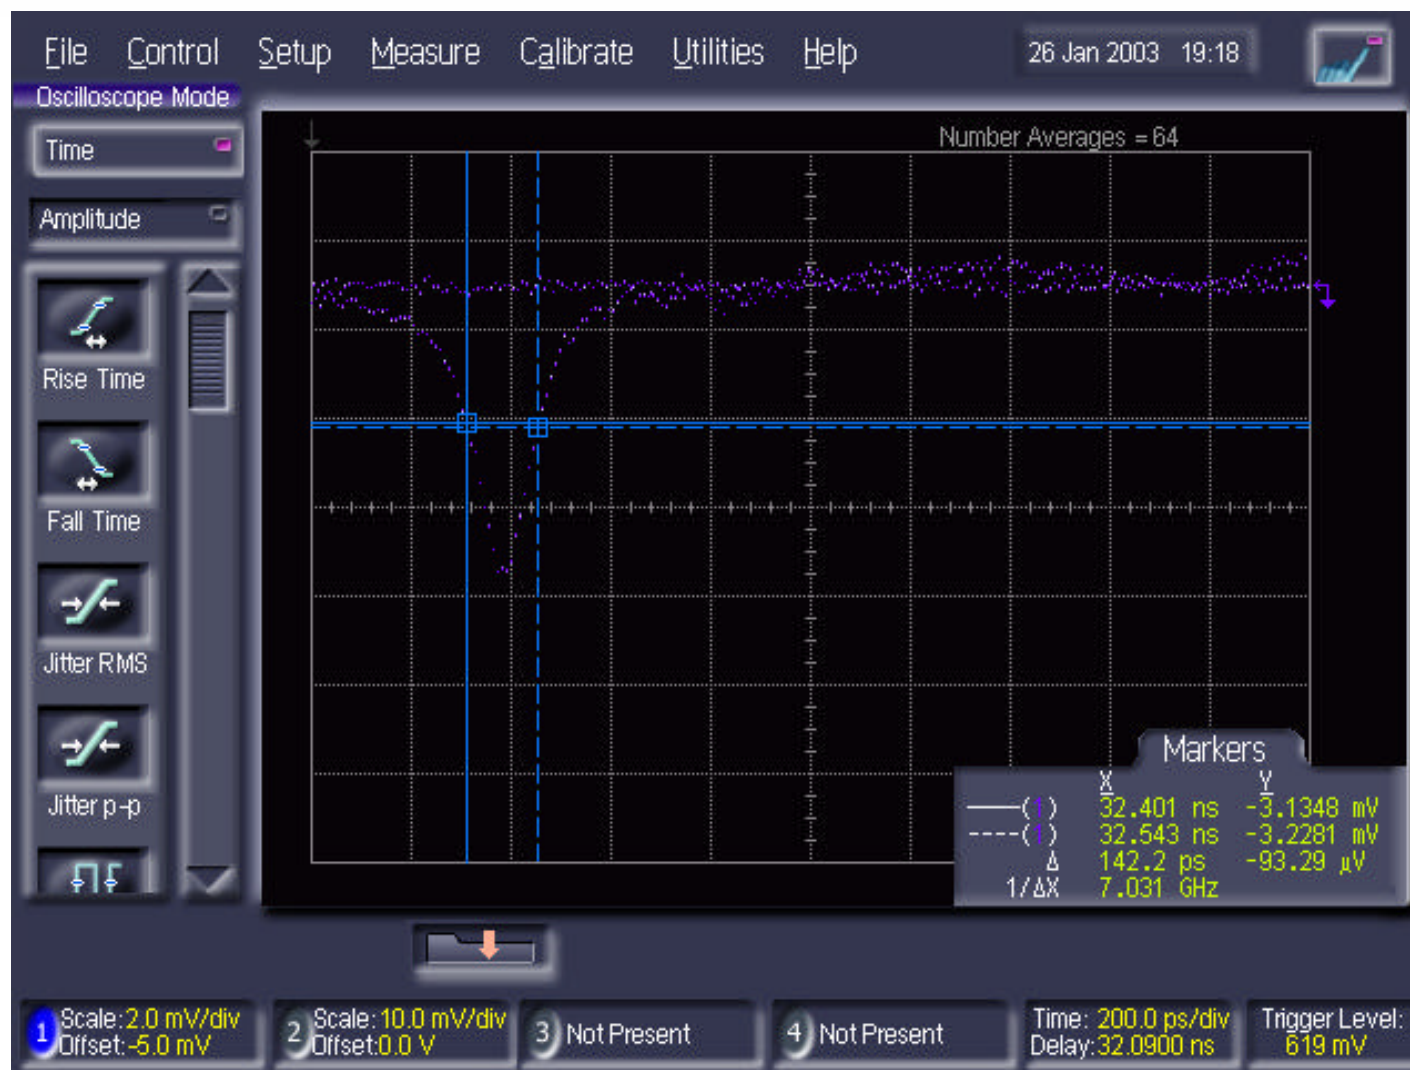 File Control Setup Measure Calibrate Utilities Help 26 Jan 2003 19:18
Oscilloscope Mode
Time
Number Averages = 64
Amplitude
Rise Time
Fall Time
Jitter RMS
Jitter p-p
Markers
X Y
(1) 32.401 ns -3.1348 mV
(1) 32.543 ns -3.2281 mV
Δ 142.2 ps -93.29 µV
1/ΔX 7.031 GHz
1 Scale:2.0 mV/div
Offset:-5.0 mV
2 Scale:10.0 mV/div
Offset:0.0 V
3 Not Present
4 Not Present
Time: 200.0 ps/div
Delay:32.0900 ns
Trigger Level:
619 mV